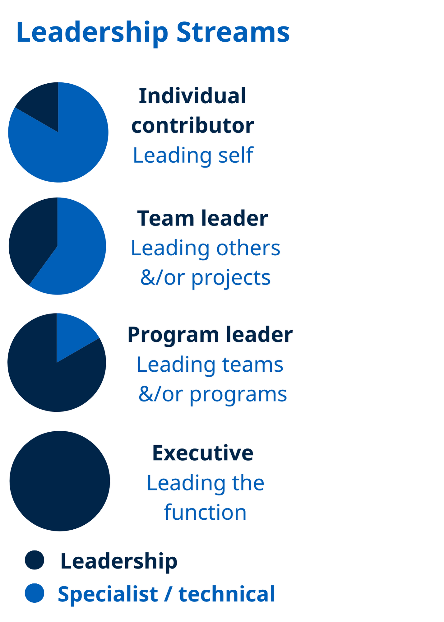 Leadership Streams
Individual
contributor
Leading self
Team leader
Leading others
&/or projects
Program leader
Leading teams
&/or programs
Executive
Leading the
function
Leadership
Specialist / technical